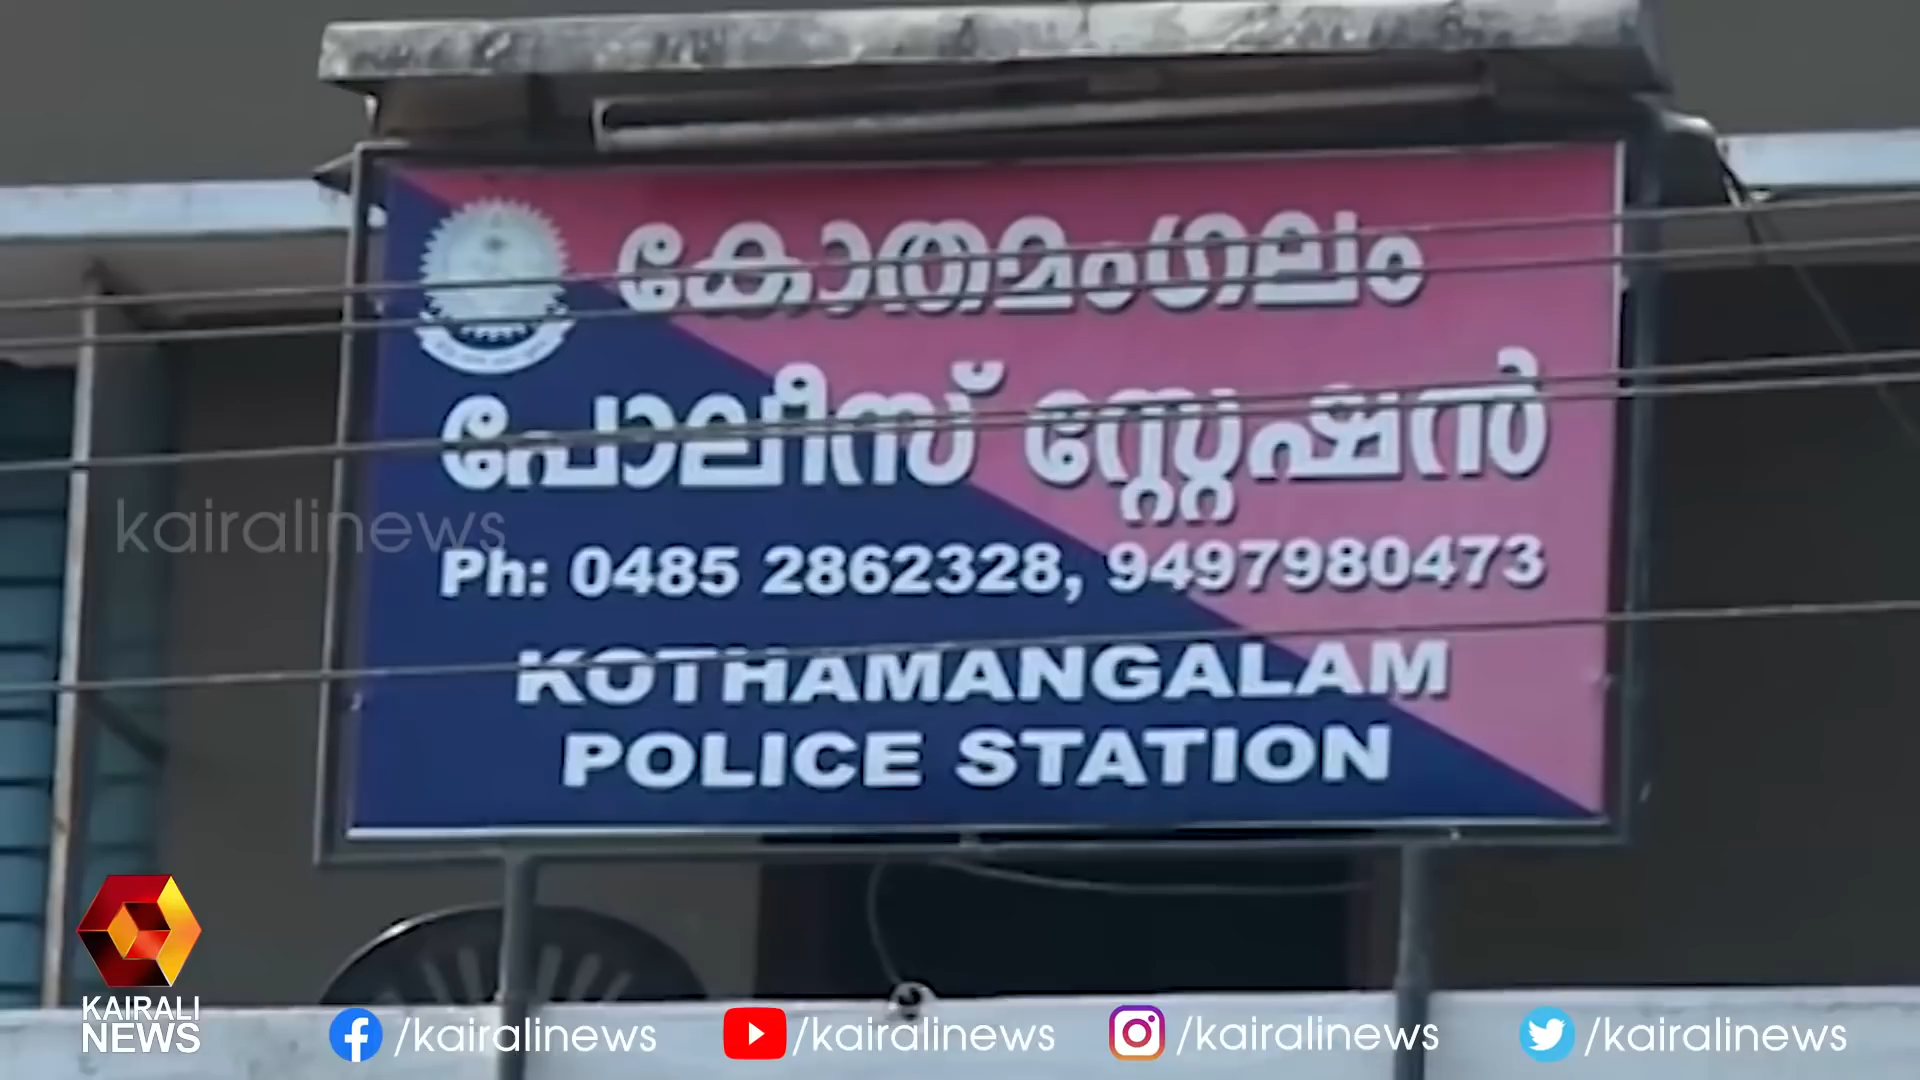 കോതമംഗലം
പോലീസ് സ്റ്റേഷൻ
Ph: 0485 2862328, 9497980473
KOTHAMANGALAM
POLICE STATION
kairalinews
KAIRALI
NEWS
/kairalinews /kairalinews /kairalinews /kairalinews